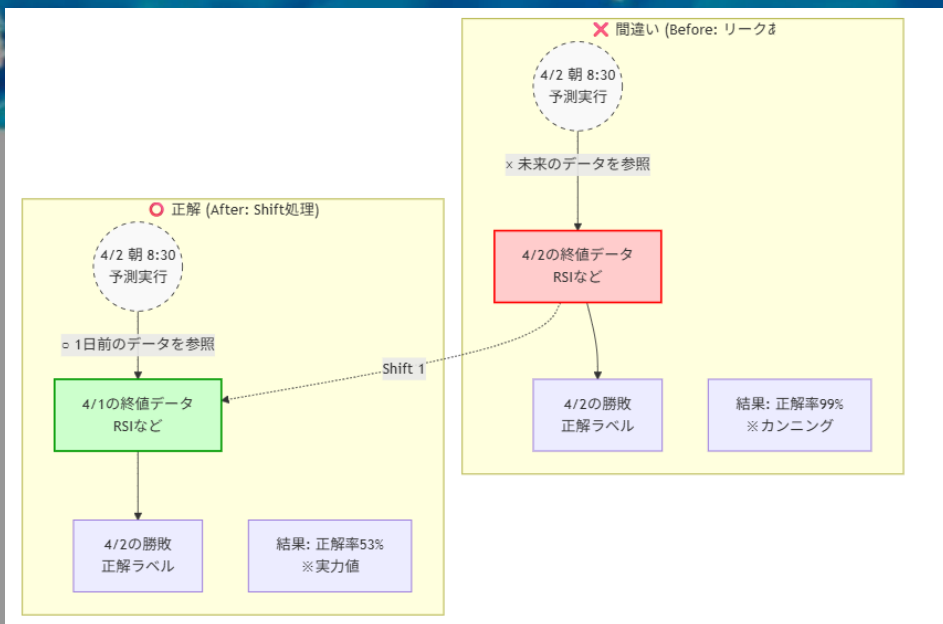 ❌ 間違い (Before: リーク
4/2 朝 8:30
予測実行
× 未来のデータを参照
4/2の終値データ
RSIなど
4/2の勝敗
正解ラベル
結果: 正解率99%
※カンニング
Shift 1
⭕ 正解 (After: Shift処理)
4/2 朝 8:30
予測実行
○ 1日前のデータを参照
4/1の終値データ
RSIなど
4/2の勝敗
正解ラベル
結果: 正解率53%
※実力値